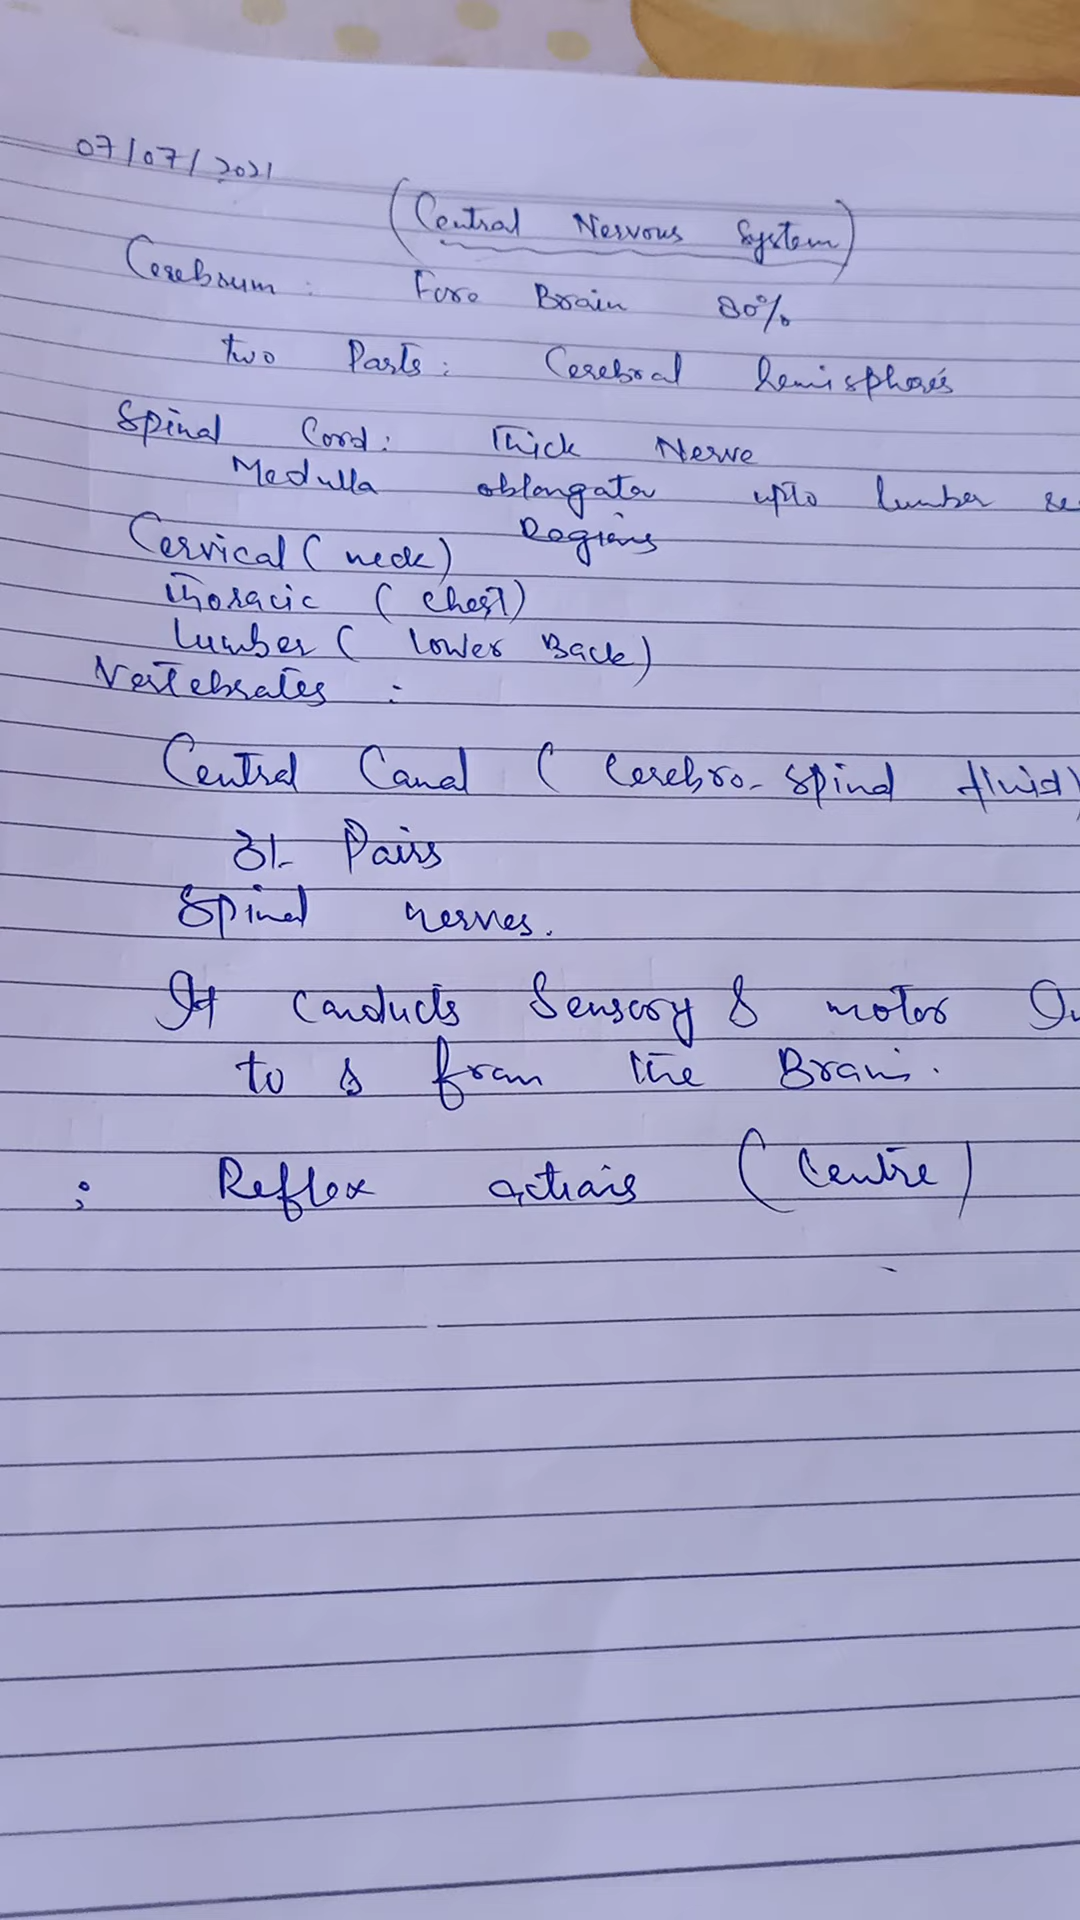 07/07/2021
(Central Nervous System)
Cerebrum: Fore Brain 80%
two Parts: Cerebral hemispheres
Spinal Cord: Thick Nerve
Medulla oblongata upto lumber
Regions
Cervical (neck)
Thoracic (chest)
lumber (lower Back)
Vertebrates :
Central Canal (Cerebro-spinal fluid)
31 Pairs
Spinal nerves.
It conducts Sensory & motor
to & from the Brain.
; Reflex actions (Centre)